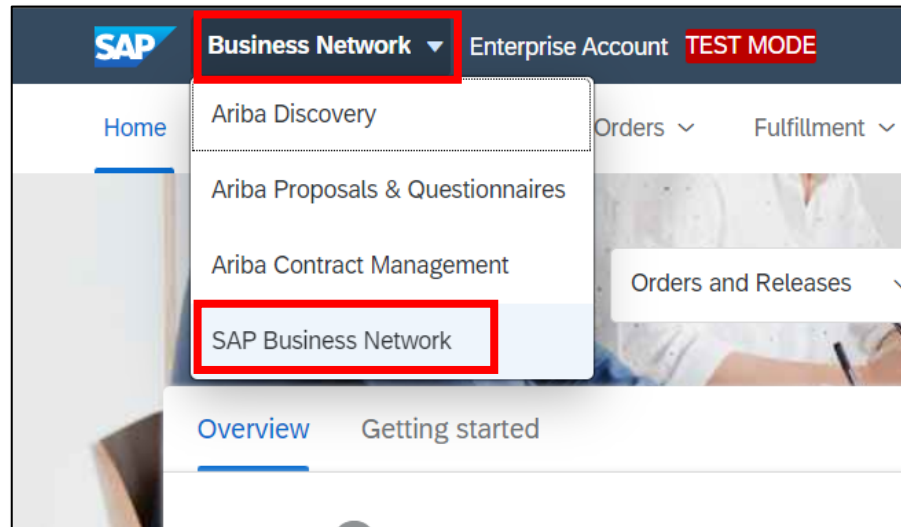 SAP Business Network Enterprise Account TEST MODE
Home Orders Fulfillment
Ariba Discovery
Ariba Proposals & Questionnaires
Ariba Contract Management
SAP Business Network
Orders and Releases
Overview Getting started